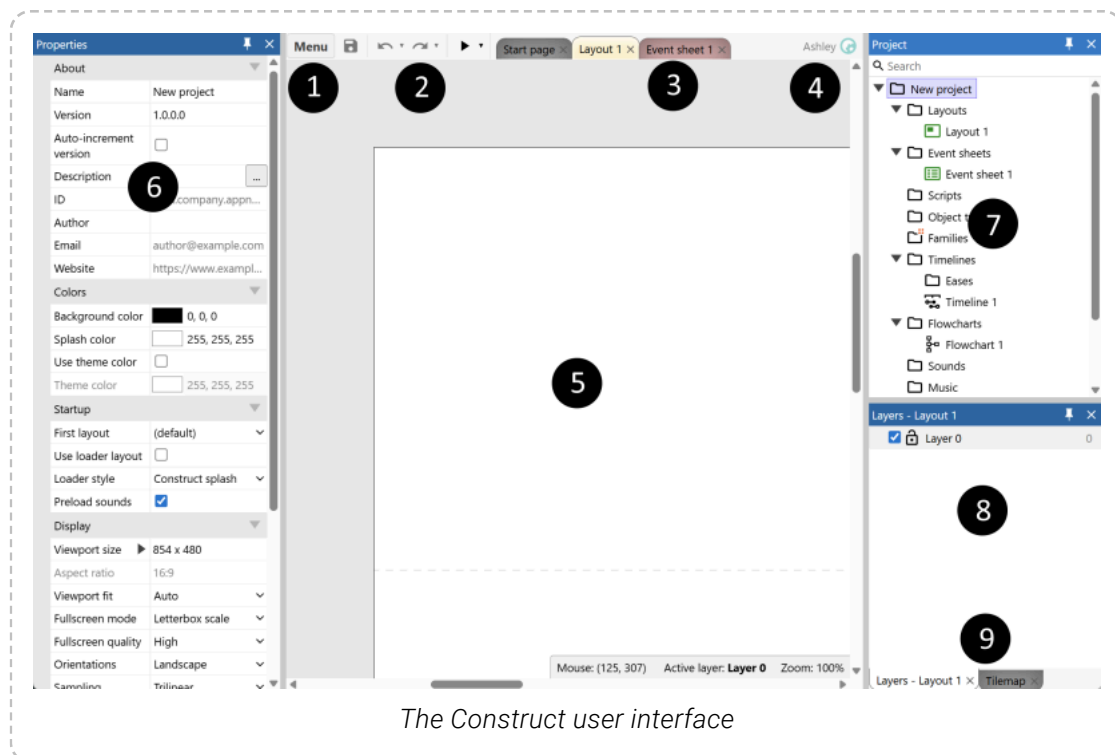 Properties
About
Name New project
Version 1.0.0.0
Auto-increment
version
Description ...
ID .company.appn...
Author
Email author@example.com
Website https://www.exampl...
Colors
Background color 0, 0, 0
Splash color 255, 255, 255
Use theme color
Theme color 255, 255, 255
Startup
First layout (default)
Use loader layout
Loader style Construct splash
Preload sounds
Display
Viewport size 854 x 480
Aspect ratio 16:9
Viewport fit Auto
Fullscreen mode Letterbox scale
Fullscreen quality High
Orientations Landscape
Sampling Trilinear
6
Menu Start page Layout 1 Event sheet 1 Ashley
1 2 3 4
5
Mouse: (125, 307) Active layer: Layer 0 Zoom: 100%
Project
Search
New project
Layouts
Layout 1
Event sheets
Event sheet 1
Scripts
Object t
7
Families
Timelines
Eases
Timeline 1
Flowcharts
Flowchart 1
Sounds
Music
Layers - Layout 1
Layer 0 0
8
9
Layers - Layout 1 Tilemap
The Construct user interface